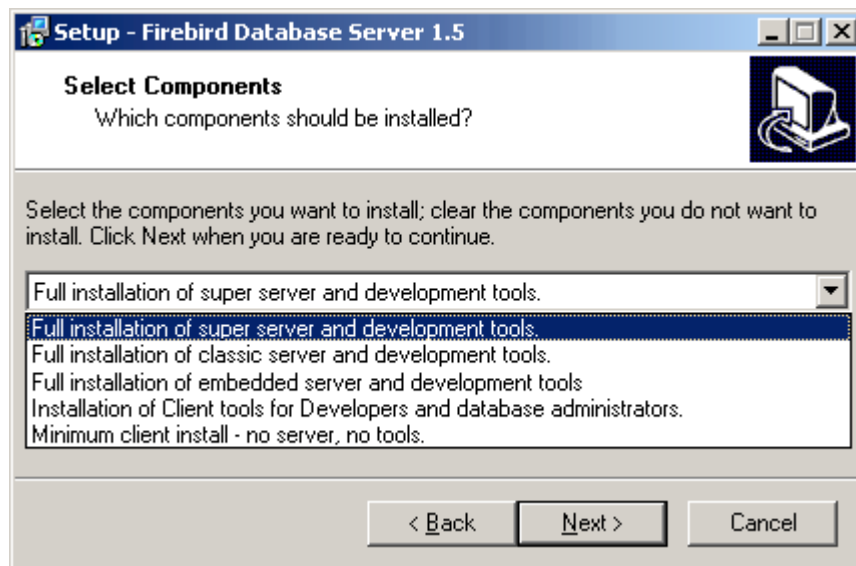 Setup - Firebird Database Server 1.5
Select Components
Which components should be installed?
Select the components you want to install; clear the components you do not want to
install. Click Next when you are ready to continue.
Full installation of super server and development tools.
Full installation of super server and development tools.
Full installation of classic server and development tools.
Full installation of embedded server and development tools
Installation of Client tools for Developers and database administrators.
Minimum client install - no server, no tools.
< Back Next > Cancel